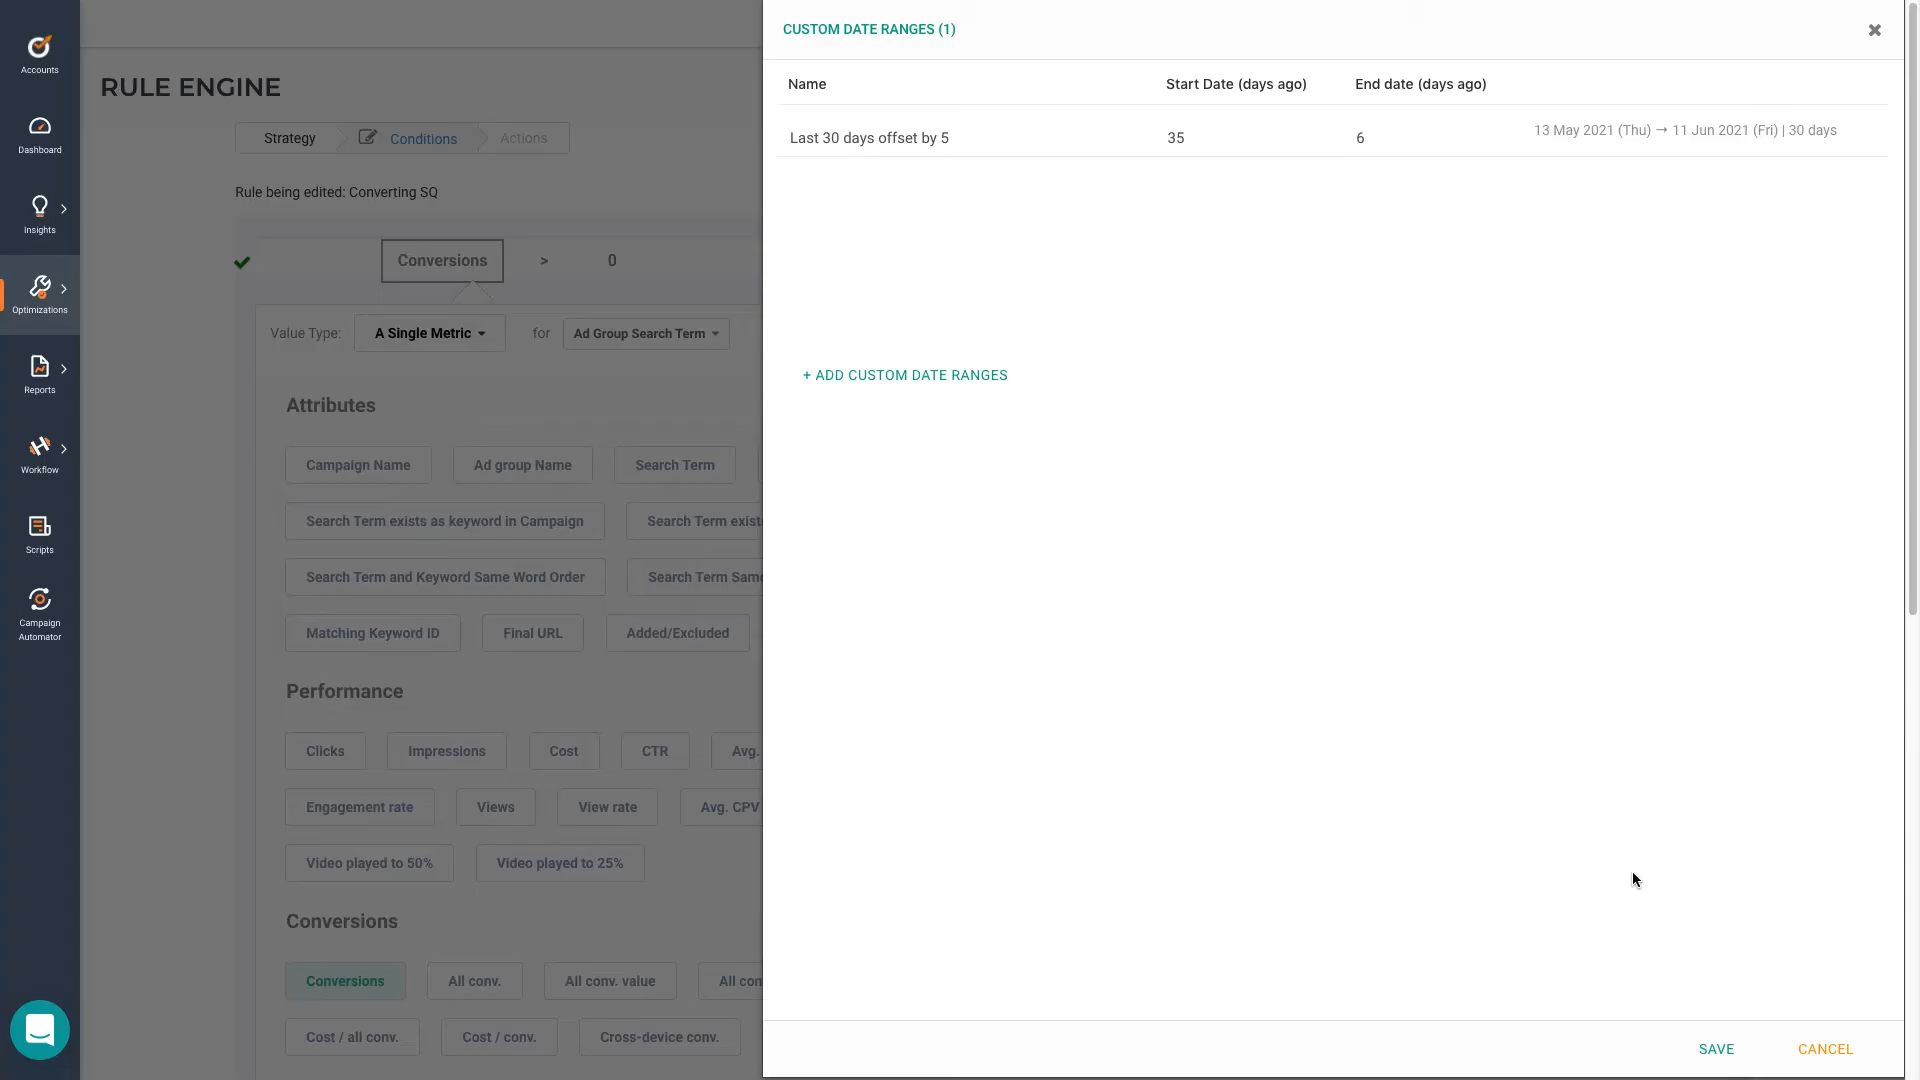 Accounts
Dashboard
Insights
Optimizations
Reports
Workflow
Scripts
Campaign
Automator
RULE ENGINE
Strategy
Conditions
Actions
Rule being edited: Converting SQ
Conversions > 0
Value Type: A Single Metric for Ad Group Search Term
Attributes
Campaign Name
Ad group Name
Search Term
Search Term exists as keyword in Campaign
Search Term exist
Search Term and Keyword Same Word Order
Search Term Sam
Matching Keyword ID
Final URL
Added/Excluded
Performance
Clicks
Impressions
Cost
CTR
Avg.
Engagement rate
Views
View rate
Avg. CPV
Video played to 50%
Video played to 25%
Conversions
Conversions
All conv.
All conv. value
All con
Cost / all conv.
Cost / conv.
Cross-device conv.
CUSTOM DATE RANGES (1)
Name Start Date (days ago) End date (days ago)
Last 30 days offset by 5 35 6 13 May 2021 (Thu) → 11 Jun 2021 (Fri) | 30 days
+ ADD CUSTOM DATE RANGES
SAVE
CANCEL